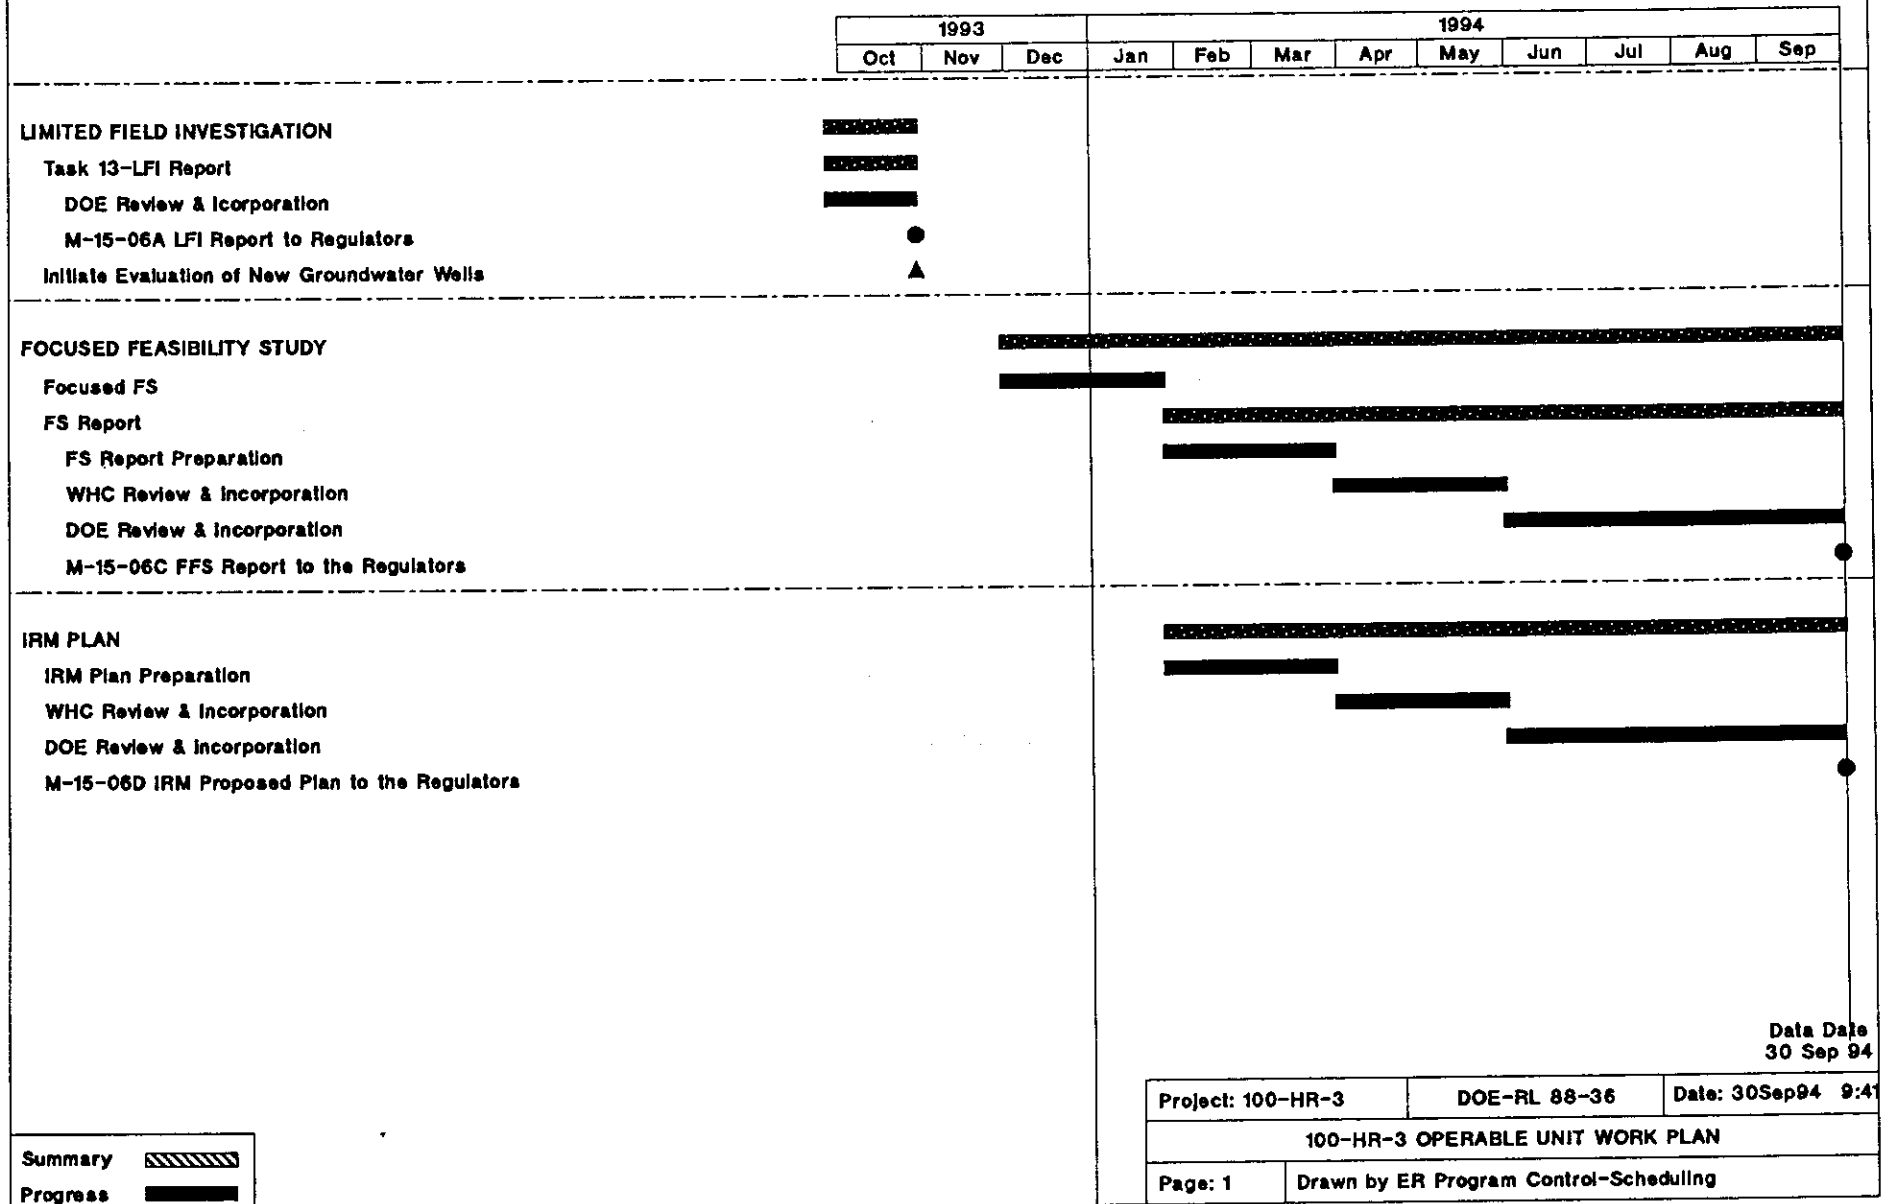 1993 1994
Oct Nov Dec Jan Feb Mar Apr May Jun Jul Aug Sep
LIMITED FIELD INVESTIGATION
Task 13-LFI Report
DOE Review & Icorporation
M-15-06A LFI Report to Regulators
Initiate Evaluation of New Groundwater Wells
FOCUSED FEASIBILITY STUDY
Focused FS
FS Report
FS Report Preparation
WHC Review & Incorporation
DOE Review & Incorporation
M-15-06C FFS Report to the Regulators
IRM PLAN
IRM Plan Preparation
WHC Review & Incorporation
DOE Review & Incorporation
M-15-06D IRM Proposed Plan to the Regulators
Data Date
30 Sep 94
Project: 100-HR-3 DOE-RL 88-36 Date: 30Sep94 9:41
100-HR-3 OPERABLE UNIT WORK PLAN
Page: 1 Drawn by ER Program Control-Scheduling
Summary
Progress